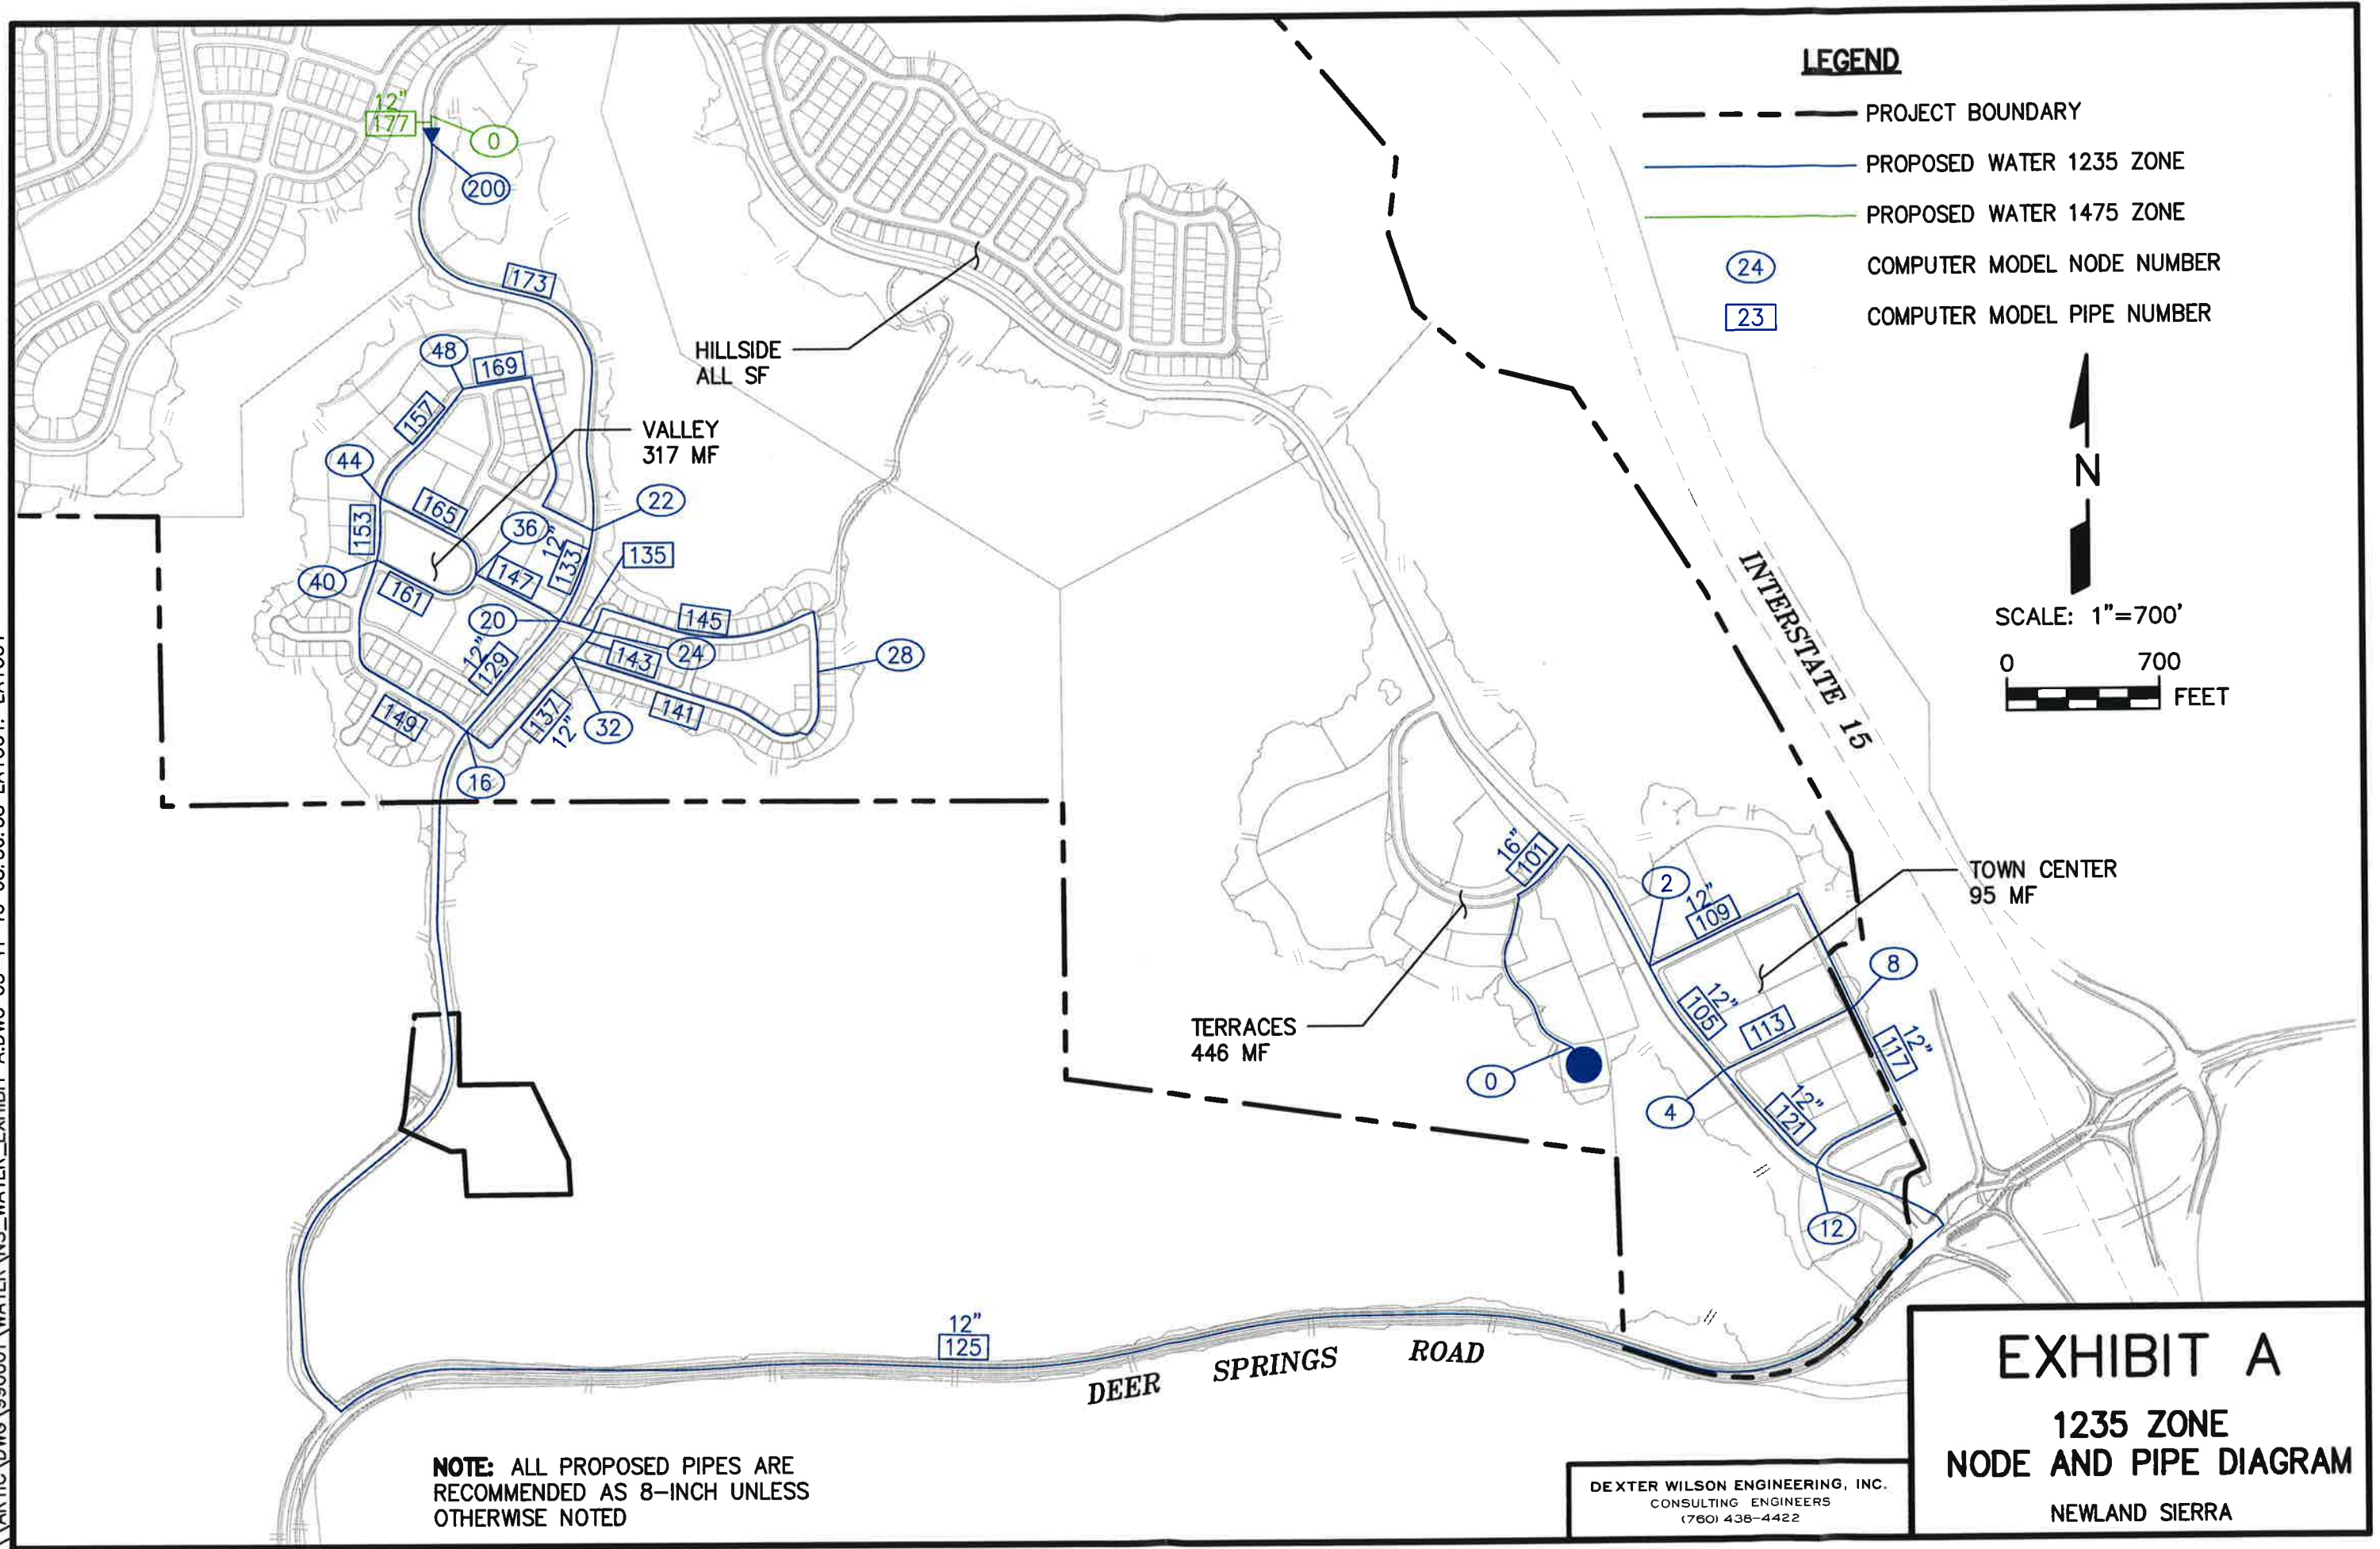 LEGEND
PROJECT BOUNDARY
PROPOSED WATER 1235 ZONE
PROPOSED WATER 1475 ZONE
24
COMPUTER MODEL NODE NUMBER
23
COMPUTER MODEL PIPE NUMBER
N
SCALE: 1"=700'
0
700
FEET
12"
177
0
200
173
HILLSIDE
ALL SF
48
169
157
VALLEY
317 MF
44
165
22
36
12"
133
153
135
147
40
161
20
145
143
24
28
12"
129
149
137
12"
141
32
16
INTERSTATE 15
16"
101
2
12"
109
TOWN CENTER
95 MF
8
12"
105
113
12"
117
TERRACES
446 MF
0
4
12"
121
12
12"
125
DEER SPRINGS ROAD
NOTE: ALL PROPOSED PIPES ARE
RECOMMENDED AS 8-INCH UNLESS
OTHERWISE NOTED
DEXTER WILSON ENGINEERING, INC.
CONSULTING ENGINEERS
(760) 438-4422
EXHIBIT A
1235 ZONE
NODE AND PIPE DIAGRAM
NEWLAND SIERRA